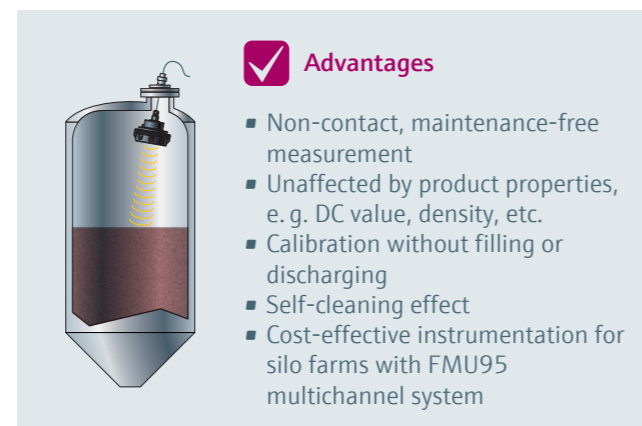 Advantages
▪ Non-contact, maintenance-free
measurement
▪ Unaffected by product properties,
e. g. DC value, density, etc.
▪ Calibration without filling or
discharging
▪ Self-cleaning effect
▪ Cost-effective instrumentation for
silo farms with FMU95
multichannel system